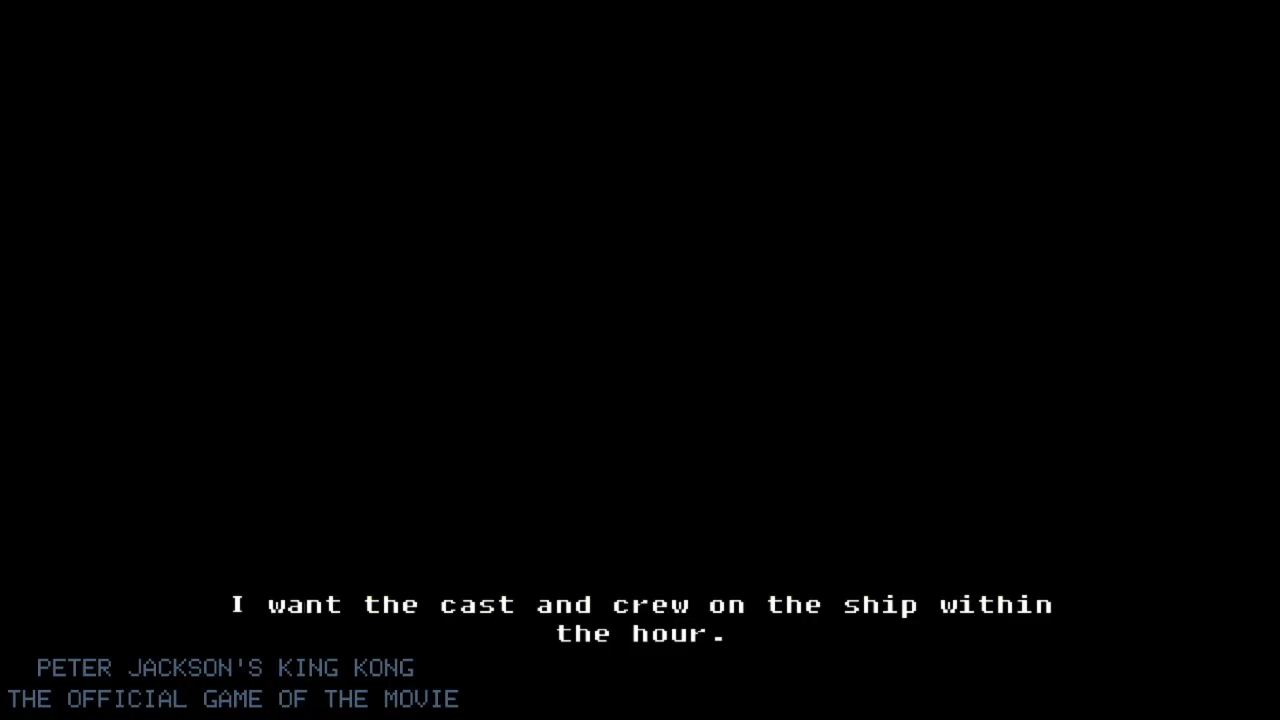 I want the cast and crew on the ship within
the hour.
PETER JACKSON'S KING KONG
THE OFFICIAL GAME OF THE MOVIE